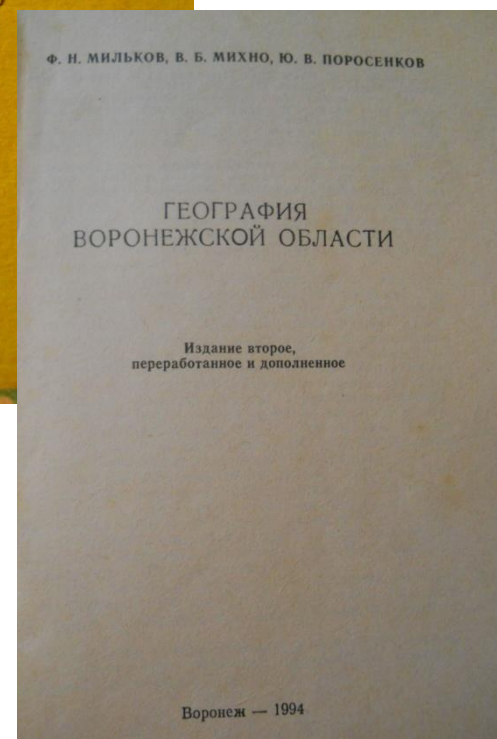 Ф. Н. МИЛЬКОВ, В. Б. МИХНО, Ю. В. ПОРОСЕНКОВ
ГЕОГРАФИЯ
ВОРОНЕЖСКОЙ ОБЛАСТИ
Издание второе,
переработанное и дополненное
Воронеж — 1994